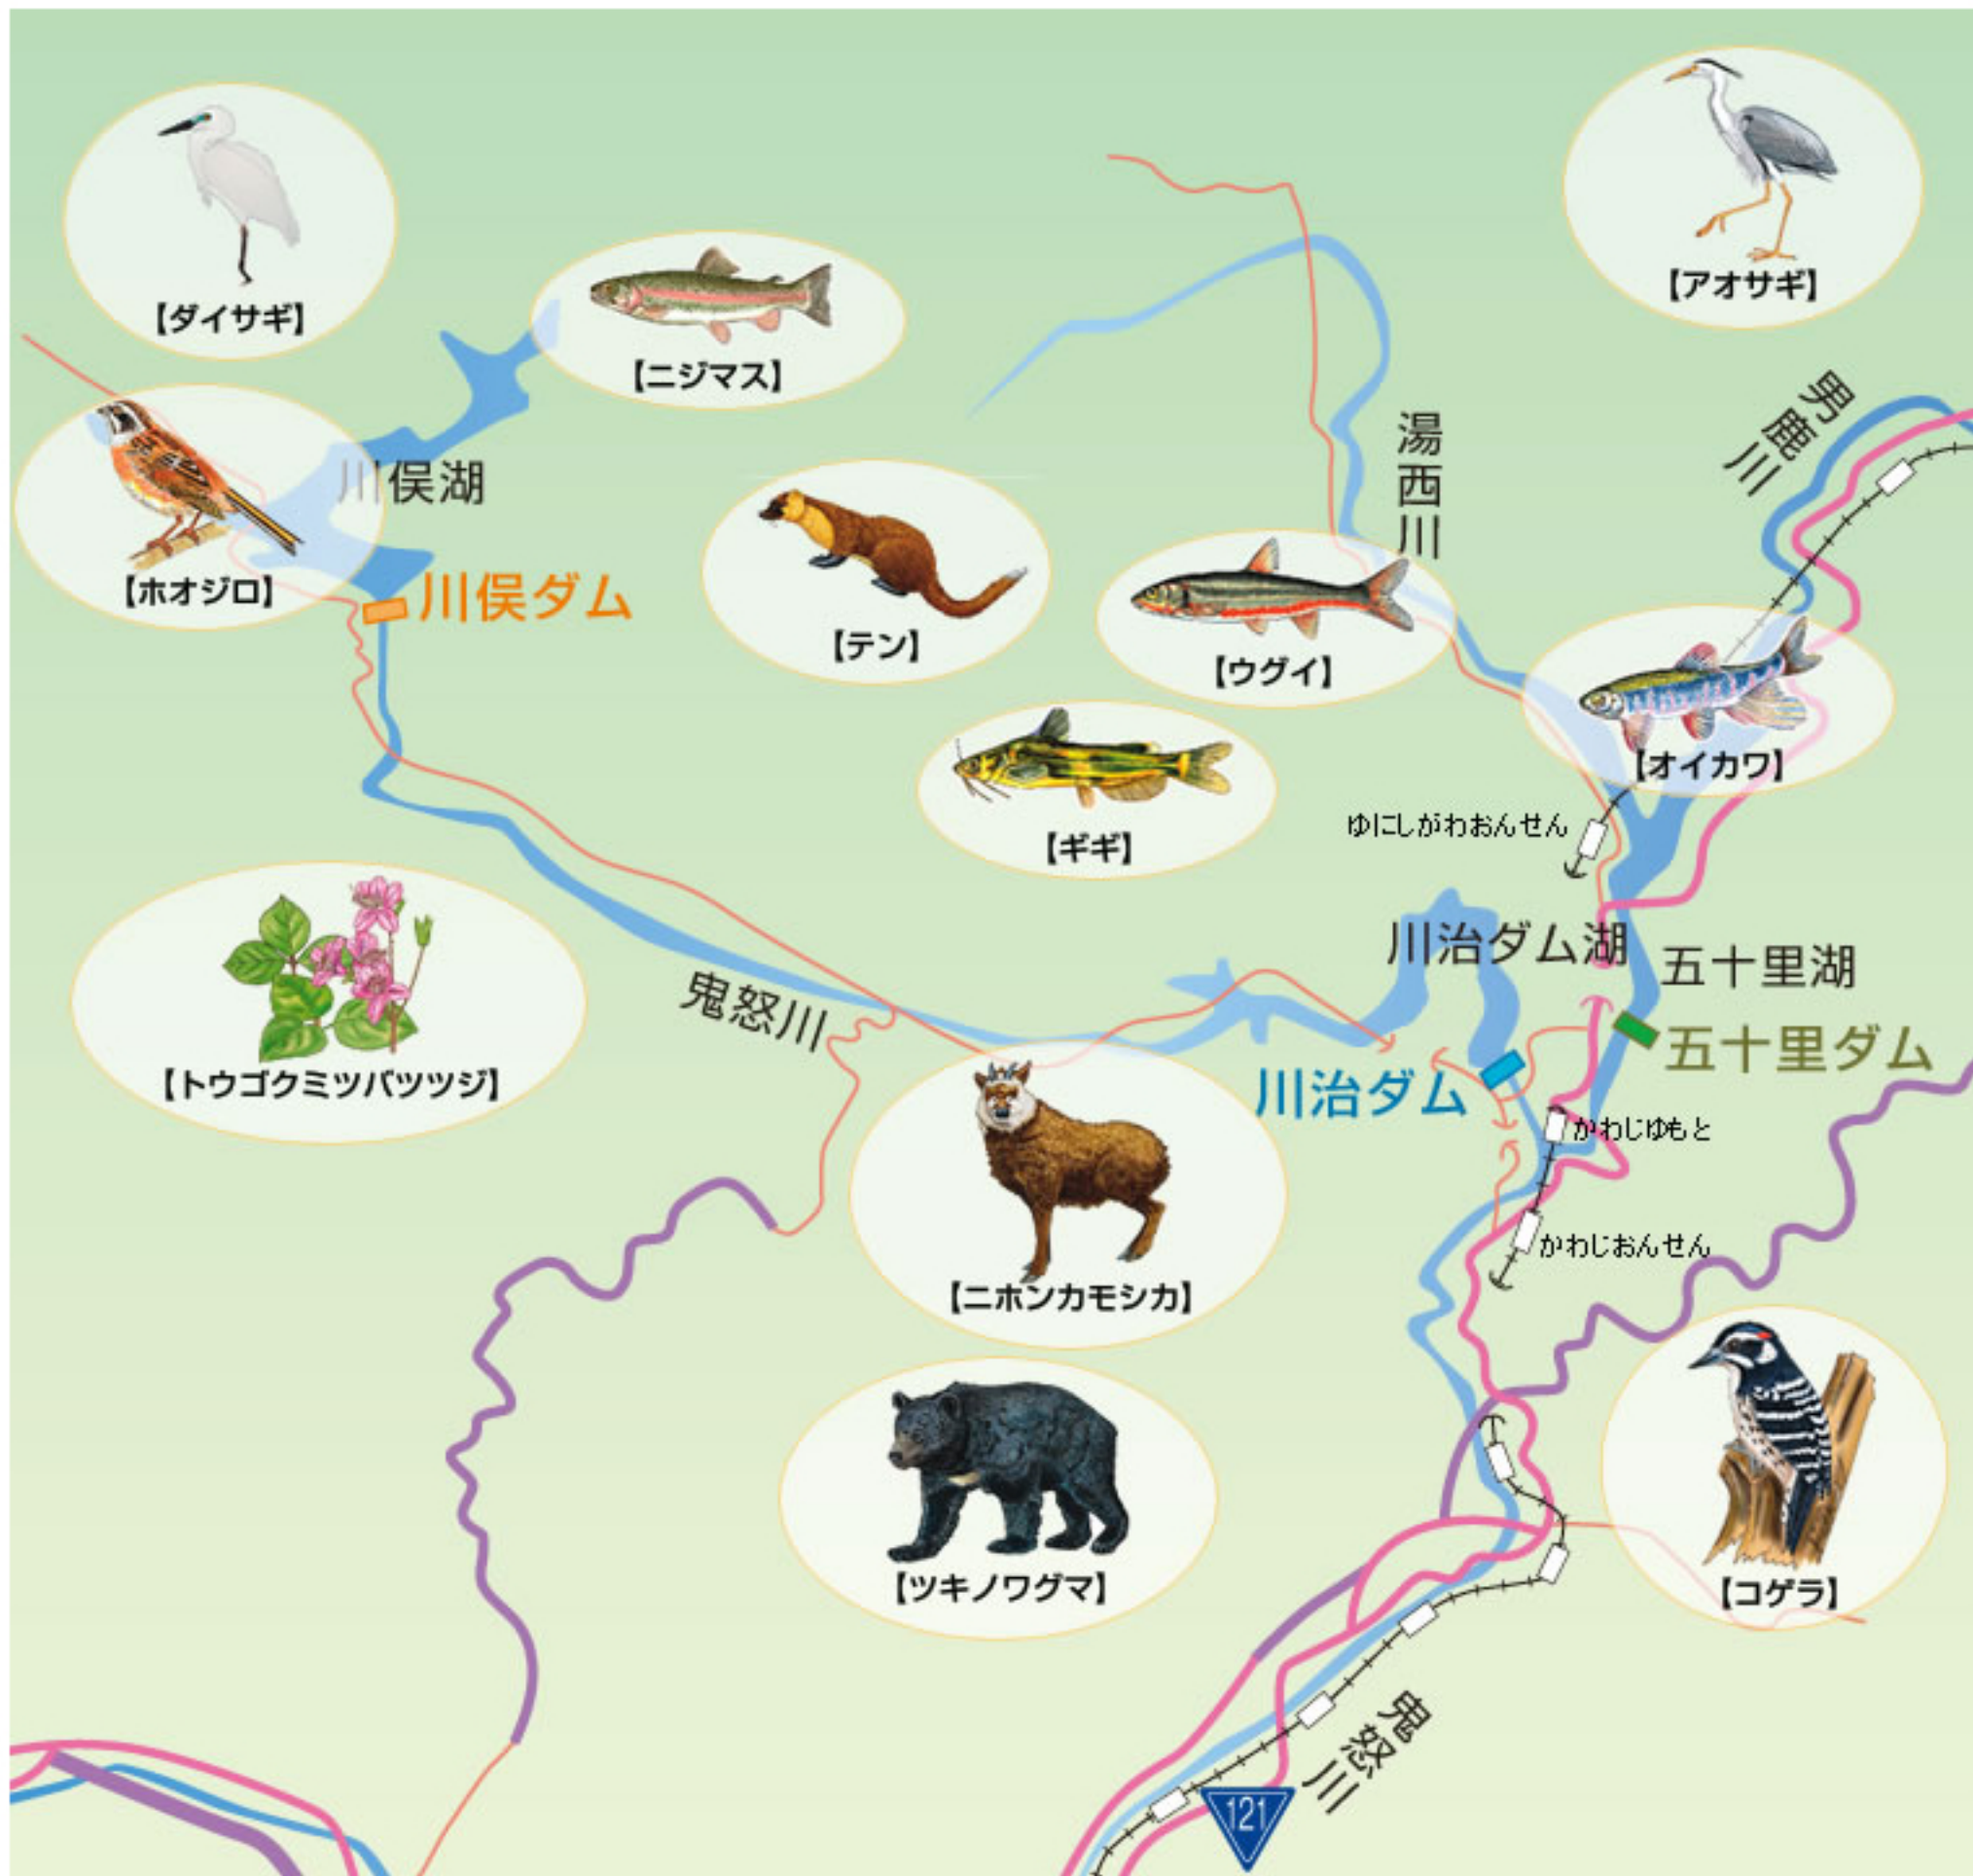 【ダイサギ】
【アオサギ】
【ニジマス】
男鹿川
湯西川
川俣湖
【ホオジロ】
川俣ダム
【テン】
【ウグイ】
【オイカワ】
ゆにしがわおんせん
【ギギ】
川治ダム湖
五十里湖
鬼怒川
五十里ダム
【トウゴクミツバツツジ】
川治ダム
かわじゆもと
かわじおんせん
【ニホンカモシカ】
【ツキノワグマ】
【コゲラ】
鬼怒川
121